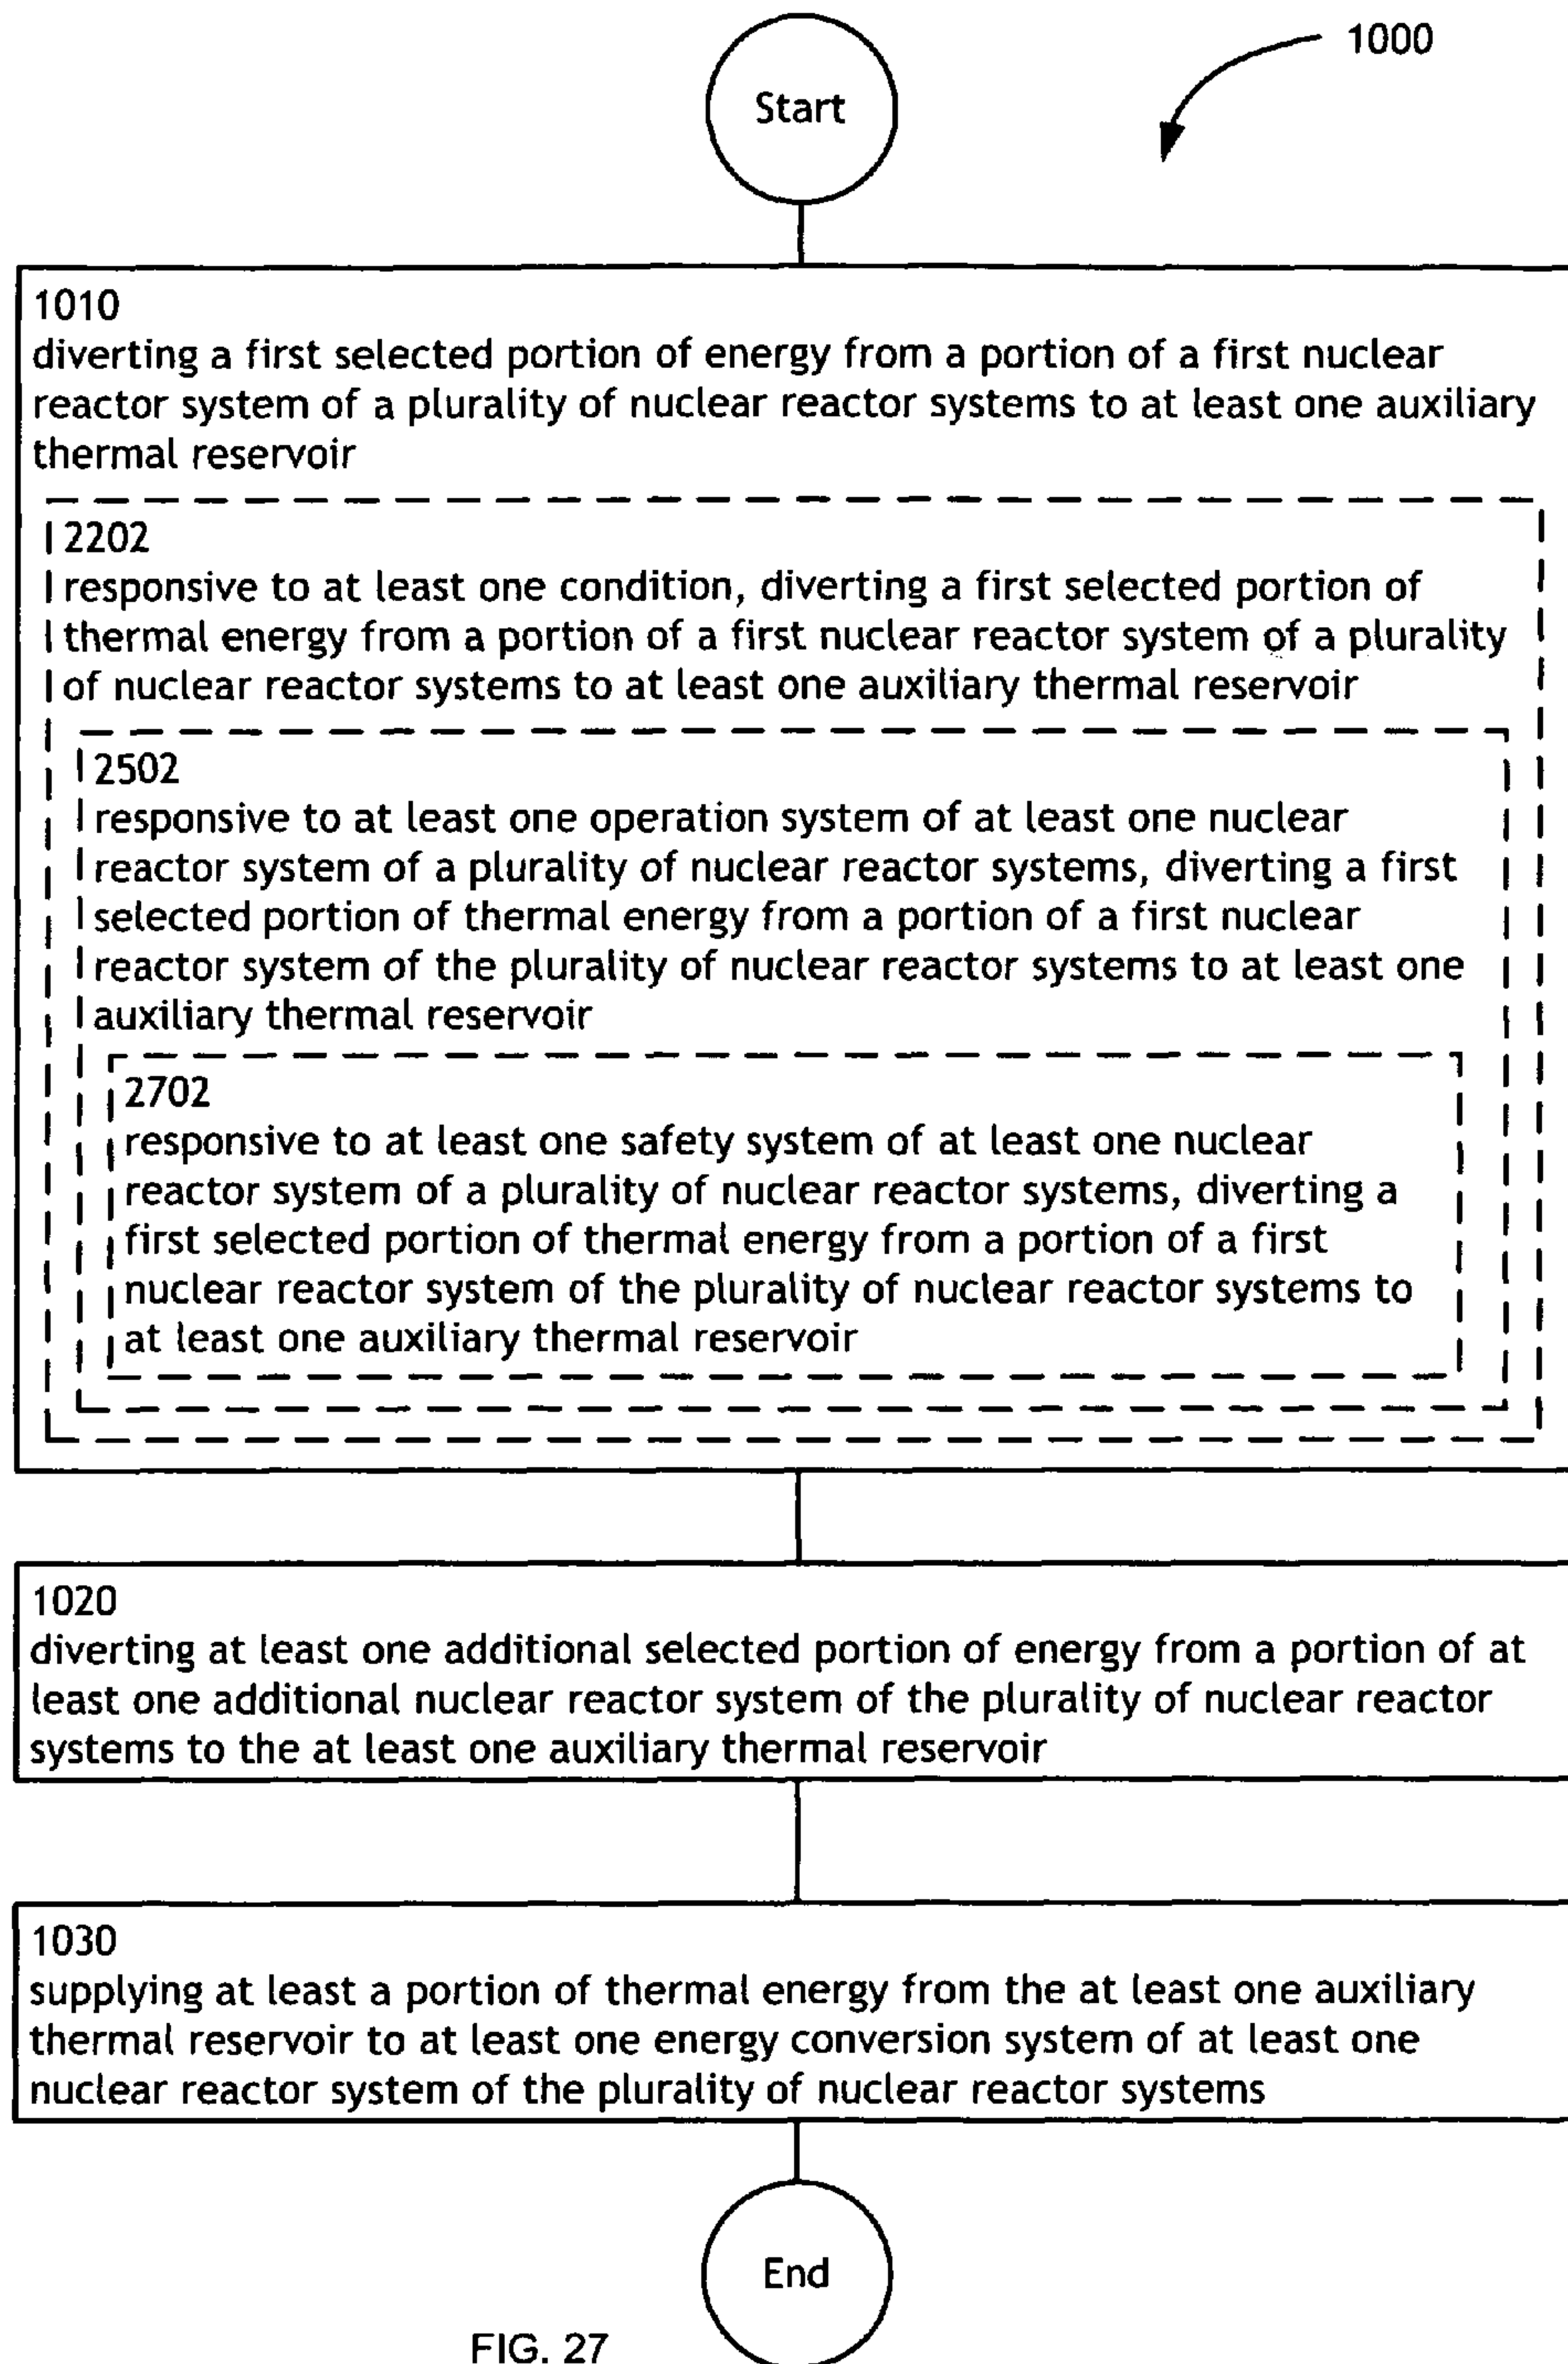 1000
Start
1010
diverting a first selected portion of energy from a portion of a first nuclear
reactor system of a plurality of nuclear reactor systems to at least one auxiliary
thermal reservoir
2202
responsive to at least one condition, diverting a first selected portion of
thermal energy from a portion of a first nuclear reactor system of a plurality
of nuclear reactor systems to at least one auxiliary thermal reservoir
2502
responsive to at least one operation system of at least one nuclear
reactor system of a plurality of nuclear reactor systems, diverting a first
selected portion of thermal energy from a portion of a first nuclear
reactor system of the plurality of nuclear reactor systems to at least one
auxiliary thermal reservoir
2702
responsive to at least one safety system of at least one nuclear
reactor system of a plurality of nuclear reactor systems, diverting a
first selected portion of thermal energy from a portion of a first
nuclear reactor system of the plurality of nuclear reactor systems to
at least one auxiliary thermal reservoir
1020
diverting at least one additional selected portion of energy from a portion of at
least one additional nuclear reactor system of the plurality of nuclear reactor
systems to the at least one auxiliary thermal reservoir
1030
supplying at least a portion of thermal energy from the at least one auxiliary
thermal reservoir to at least one energy conversion system of at least one
nuclear reactor system of the plurality of nuclear reactor systems
End
FIG. 27